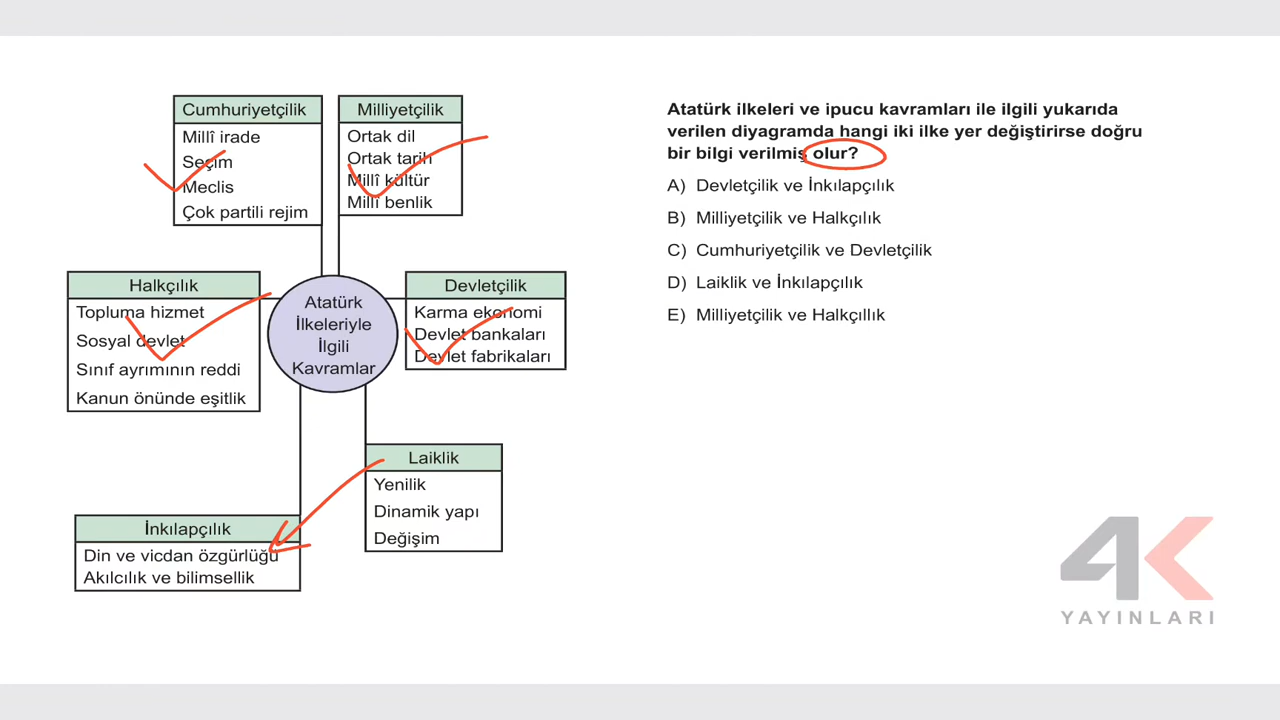 Cumhuriyetçilik
Millî irade
Seçim
Meclis
Çok partili rejim
Milliyetçilik
Ortak dil
Ortak tarih
Millî kültür
Millî benlik
Halkçılık
Topluma hizmet
Sosyal devlet
Sınıf ayrımının reddi
Kanun önünde eşitlik
Atatürk
İlkeleriyle
İlgili
Kavramlar
Devletçilik
Karma ekonomi
Devlet bankaları
Devlet fabrikaları
Laiklik
Yenilik
Dinamik yapı
Değişim
İnkılapçılık
Din ve vicdan özgürlüğü
Akılcılık ve bilimsellik
Atatürk ilkeleri ve ipucu kavramları ile ilgili yukarıda
verilen diyagramda hangi iki ilke yer değiştirirse doğru
bir bilgi verilmiş olur?
A) Devletçilik ve İnkılapçılık
B) Milliyetçilik ve Halkçılık
C) Cumhuriyetçilik ve Devletçilik
D) Laiklik ve İnkılapçılık
E) Milliyetçilik ve Halkçıllık
4K
YAYINLARI